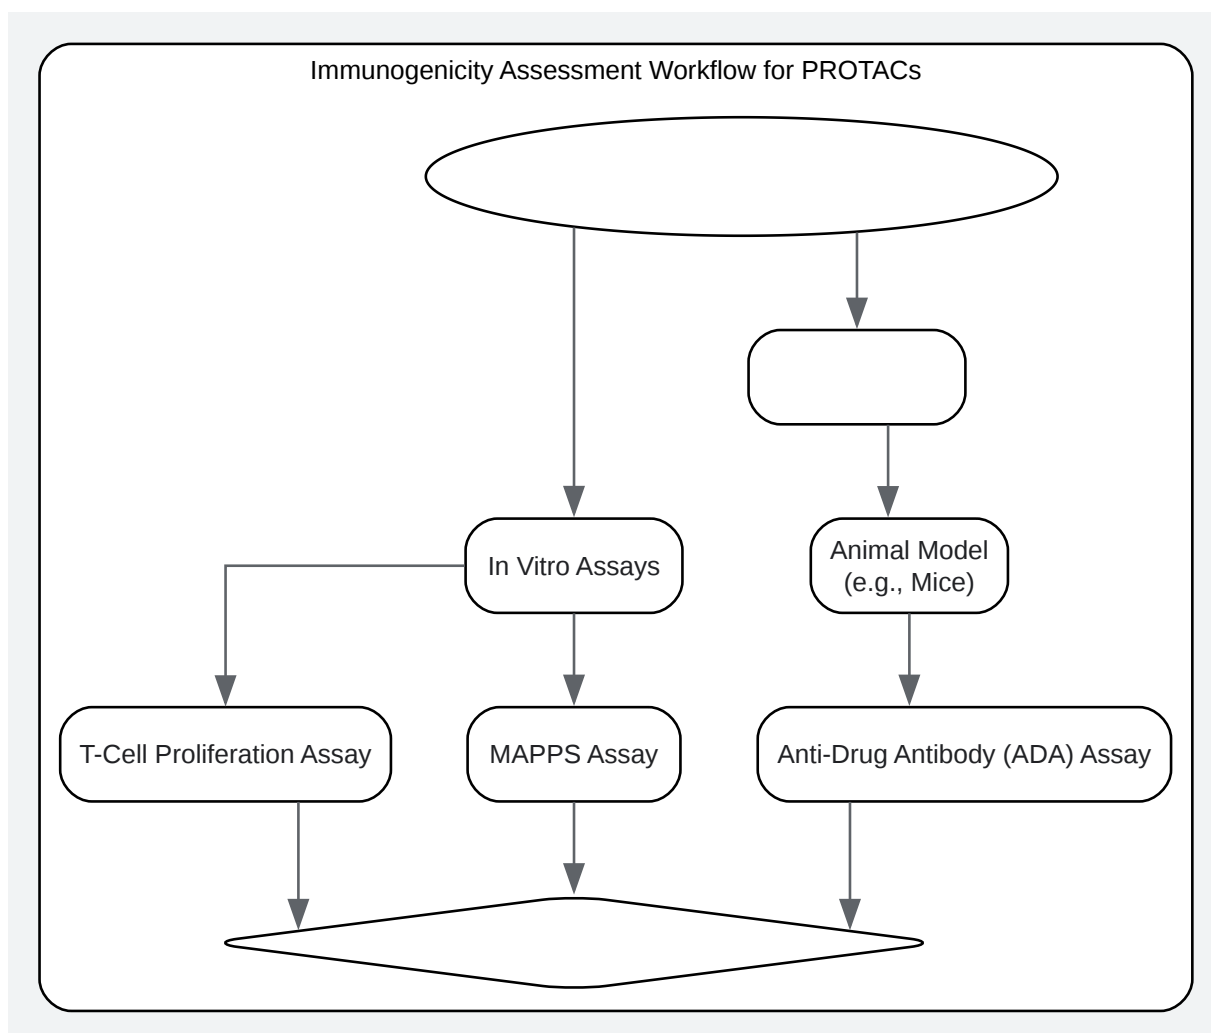 Immunogenicity Assessment Workflow for PROTACs
In Vitro Assays
Animal Model
(e.g., Mice)
T-Cell Proliferation Assay
MAPPS Assay
Anti-Drug Antibody (ADA) Assay